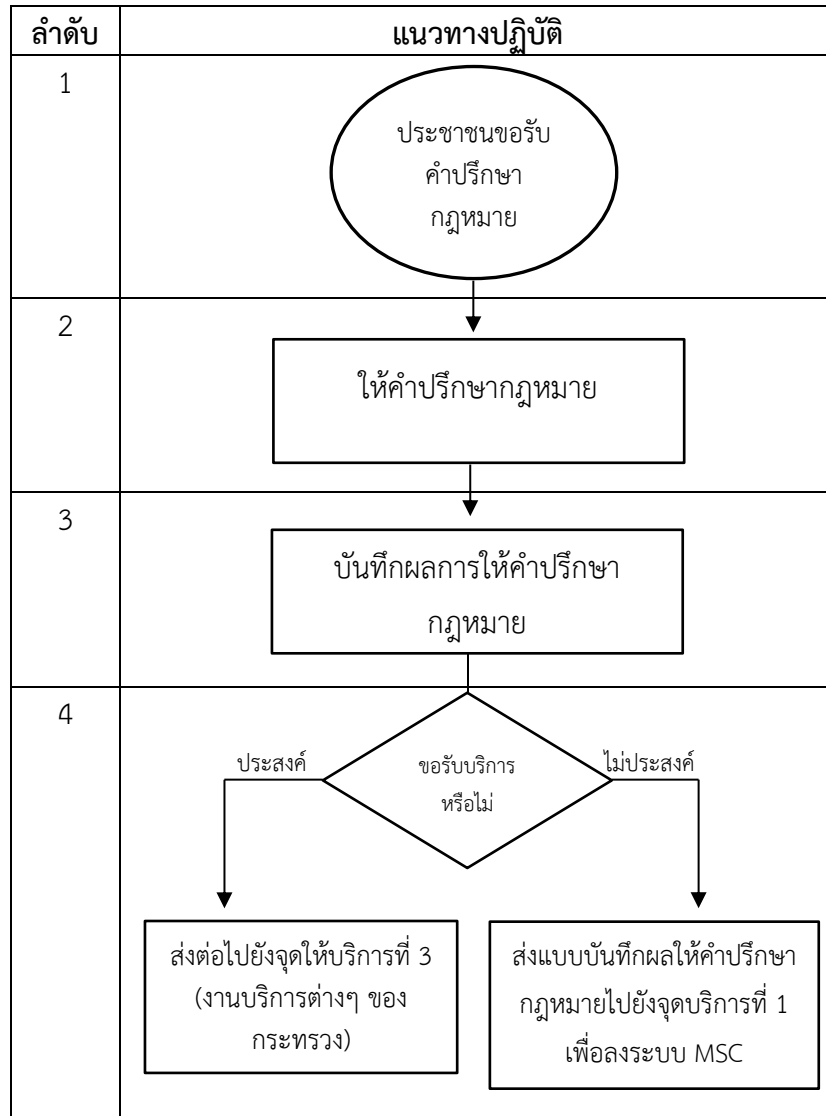 ลำดับ แนวทางปฏิบัติ
1
ประชาชนขอรับ
คำปรึกษา
กฎหมาย
2
ให้คำปรึกษากฎหมาย
3
บันทึกผลการให้คำปรึกษา
กฎหมาย
4
ประสงค์
ขอรับบริการ
หรือไม่
ไม่ประสงค์
ส่งต่อไปยังจุดให้บริการที่ 3
(งานบริการต่างๆ ของ
กระทรวง)
ส่งแบบบันทึกผลให้คำปรึกษา
กฎหมายไปยังจุดบริการที่ 1
เพื่อลงระบบ MSC